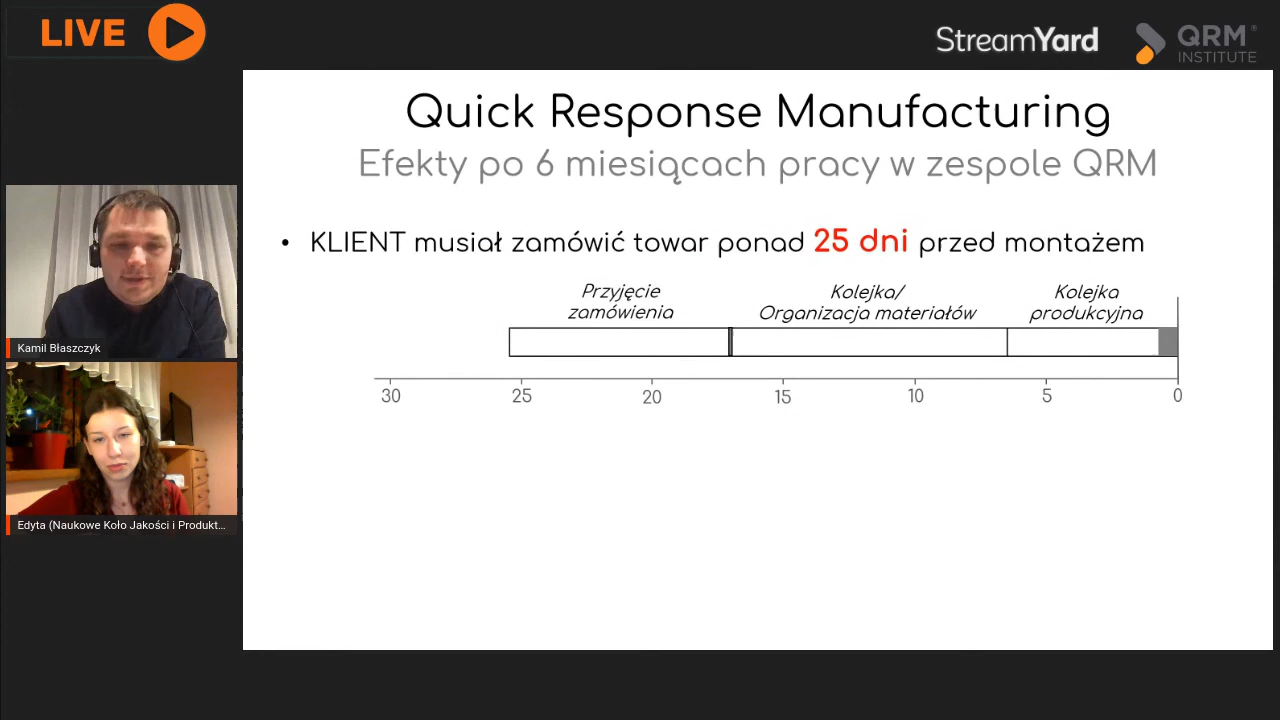 LIVE
StreamYard
QRM
INSTITUTE
Quick Response Manufacturing
Efekty po 6 miesiącach pracy w zespole QRM
• KLIENT musiał zamówić towar ponad 25 dni przed montażem
Przyjęcie
zamówienia
Kolejka/
Organizacja materiałów
Kolejka
produkcyjna
30 25 20 15 10 5 0
Kamil Błaszczyk
Edyta (Naukowe Koło Jakości i Produkt...